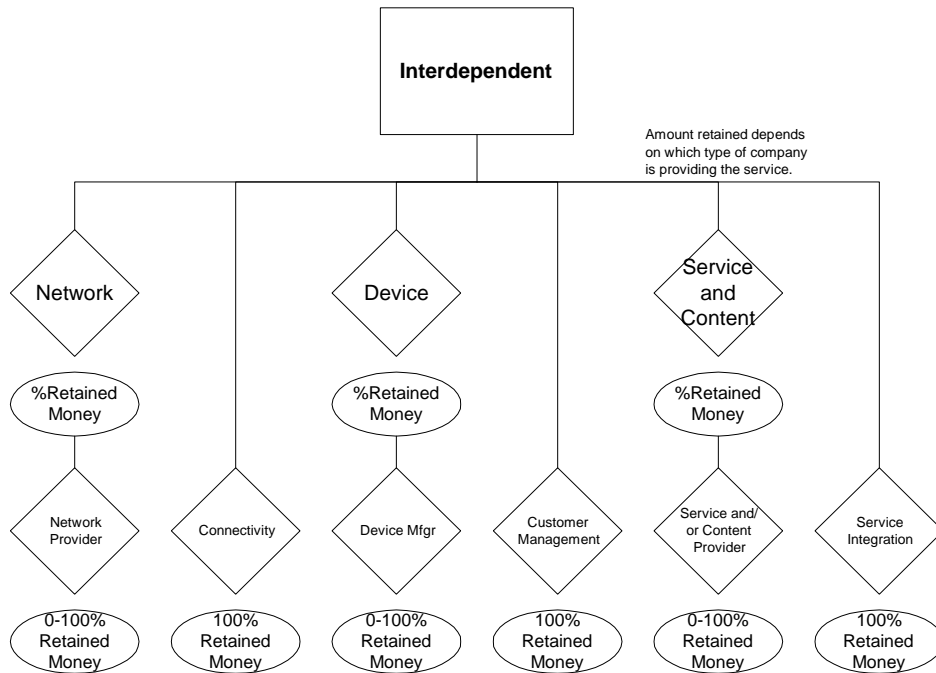 Interdependent
Amount retained depends
on which type of company
is providing the service.
Network
Device
Service
and
Content
%Retained
Money
%Retained
Money
%Retained
Money
Network
Provider
Connectivity
Device Mfgr
Customer
Management
Service and/
or Content
Provider
Service
Integration
0-100%
Retained
Money
100%
Retained
Money
0-100%
Retained
Money
100%
Retained
Money
0-100%
Retained
Money
100%
Retained
Money